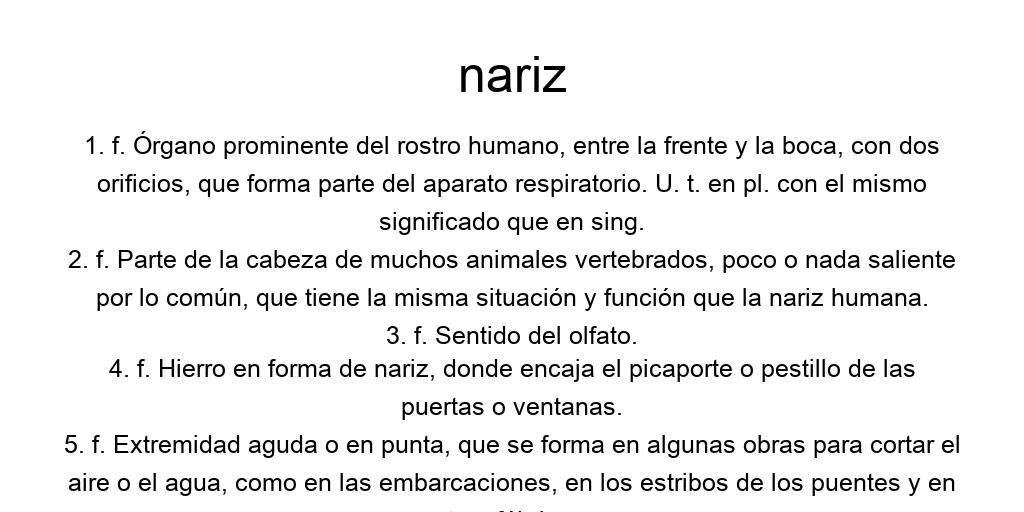 nariz
1. f. Órgano prominente del rostro humano, entre la frente y la boca, con dos
orificios, que forma parte del aparato respiratorio. U. t. en pl. con el mismo
significado que en sing.
2. f. Parte de la cabeza de muchos animales vertebrados, poco o nada saliente
por lo común, que tiene la misma situación y función que la nariz humana.
3. f. Sentido del olfato.
4. f. Hierro en forma de nariz, donde encaja el picaporte o pestillo de las
puertas o ventanas.
5. f. Extremidad aguda o en punta, que se forma en algunas obras para cortar el
aire o el agua, como en las embarcaciones, en los estribos de los puentes y en